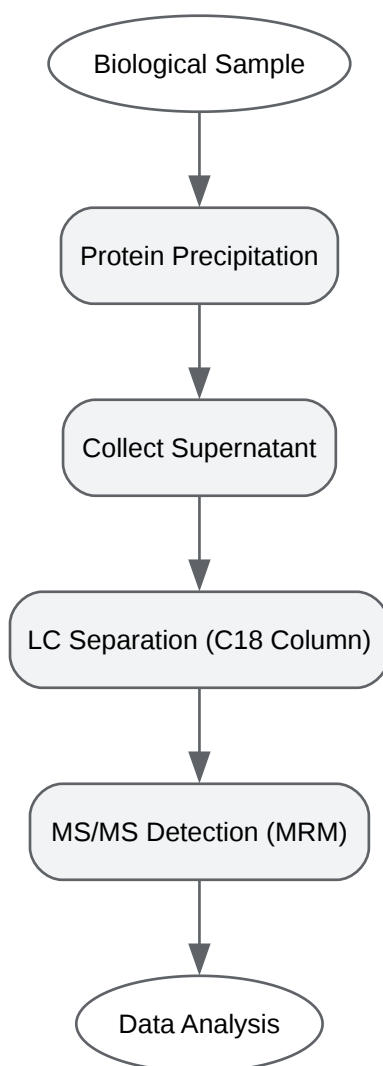 Biological Sample
Protein Precipitation
Collect Supernatant
LC Separation (C18 Column)
MS/MS Detection (MRM)
Data Analysis